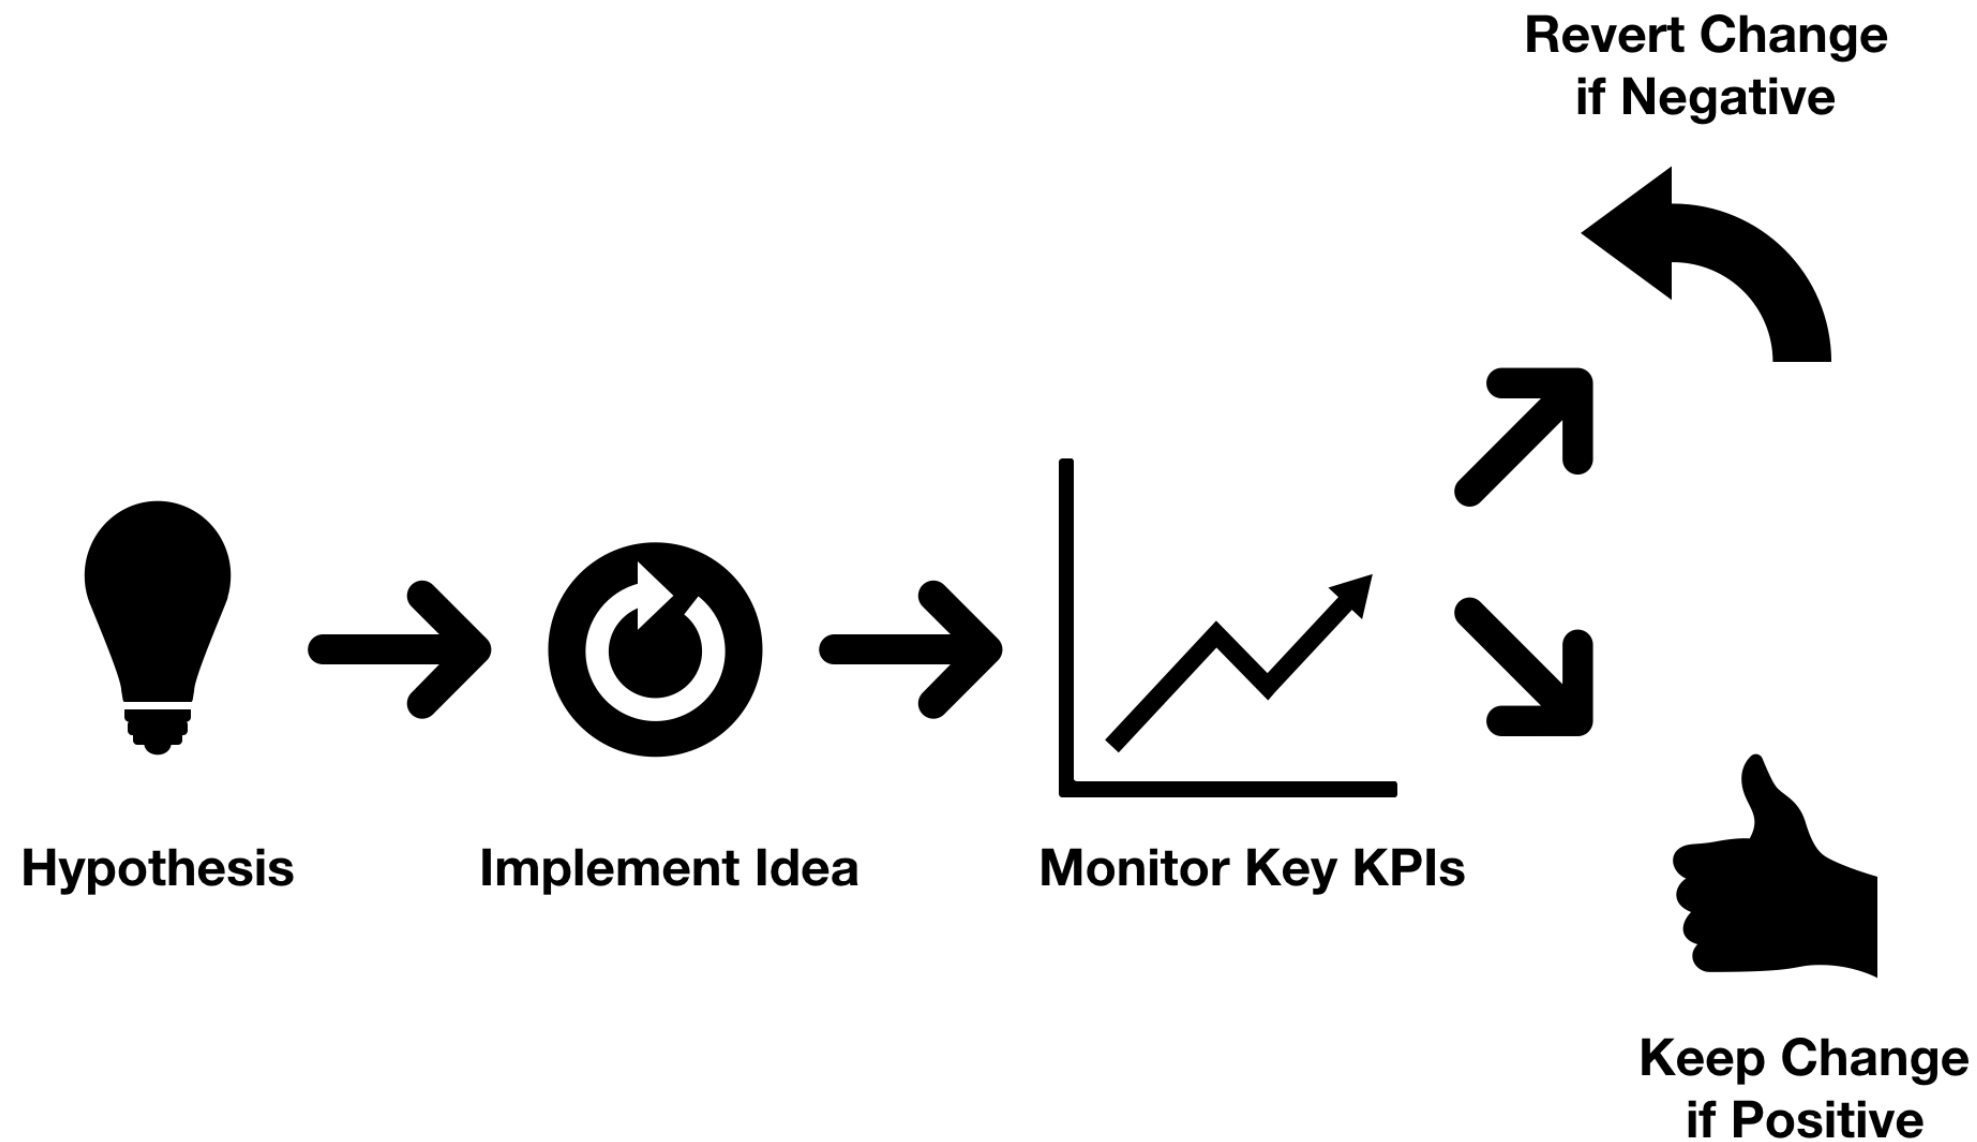 Revert Change
if Negative
Hypothesis
Implement Idea
Monitor Key KPIs
Keep Change
if Positive